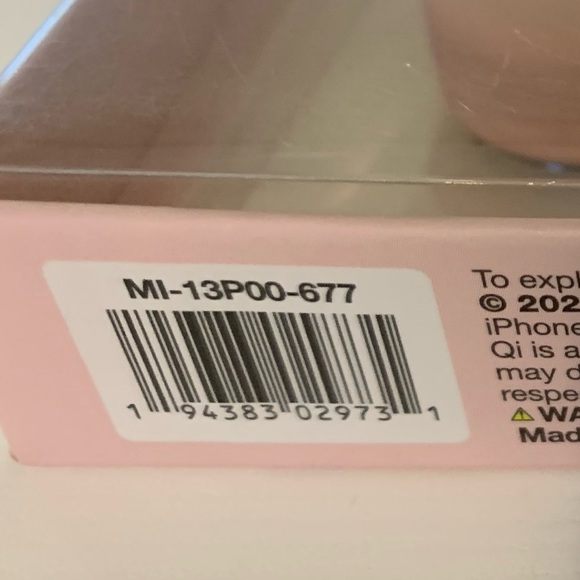 MI-13P00-677
1 94383 02973 1
To expl
© 202
iPhone
Qi is a
may d
respe
⚠ WA
Mad